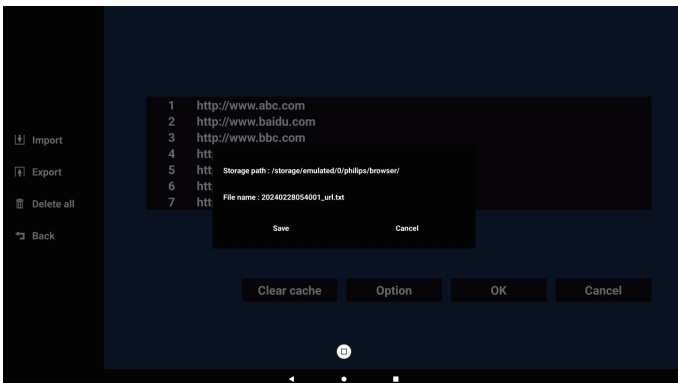 Import
Export
Delete all
Back
1 http://www.abc.com
2 http://www.baidu.com
3 http://www.bbc.com
4 htt
5 htt
6 htt
7 htt
Storage path : /storage/emulated/0/philips/browser/
File name : 20240228054001_url.txt
Save Cancel
Clear cache Option OK Cancel